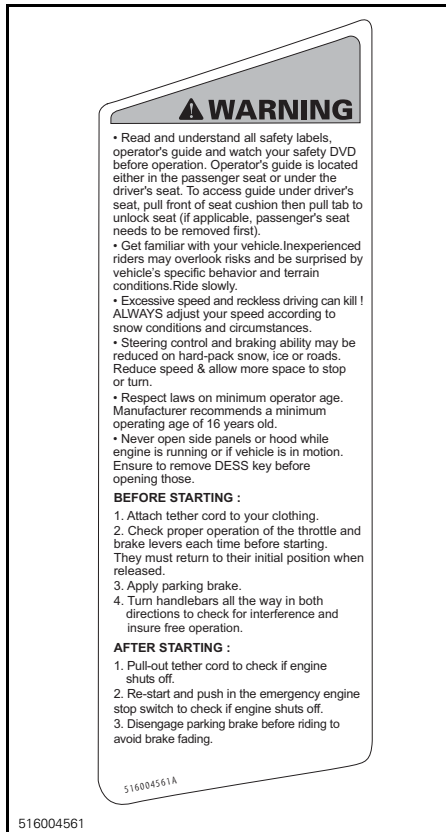 WARNING
• Read and understand all safety labels,
operator's guide and watch your safety DVD
before operation. Operator's guide is located
either in the passenger seat or under the
driver's seat. To access guide under driver's
seat, pull front of seat cushion then pull tab to
unlock seat (if applicable, passenger's seat
needs to be removed first).
• Get familiar with your vehicle.Inexperienced
riders may overlook risks and be surprised by
vehicle's specific behavior and terrain
conditions.Ride slowly.
• Excessive speed and reckless driving can kill !
ALWAYS adjust your speed according to
snow conditions and circumstances.
• Steering control and braking ability may be
reduced on hard-pack snow, ice or roads.
Reduce speed & allow more space to stop
or turn.
• Respect laws on minimum operator age.
Manufacturer recommends a minimum
operating age of 16 years old.
• Never open side panels or hood while
engine is running or if vehicle is in motion.
Ensure to remove DESS key before
opening those.
BEFORE STARTING :
1. Attach tether cord to your clothing.
2. Check proper operation of the throttle and
brake levers each time before starting.
They must return to their initial position when
released.
3. Apply parking brake.
4. Turn handlebars all the way in both
directions to check for interference and
insure free operation.
AFTER STARTING :
1. Pull-out tether cord to check if engine
shuts off.
2. Re-start and push in the emergency engine
stop switch to check if engine shuts off.
3. Disengage parking brake before riding to
avoid brake fading.
516004561A
516004561